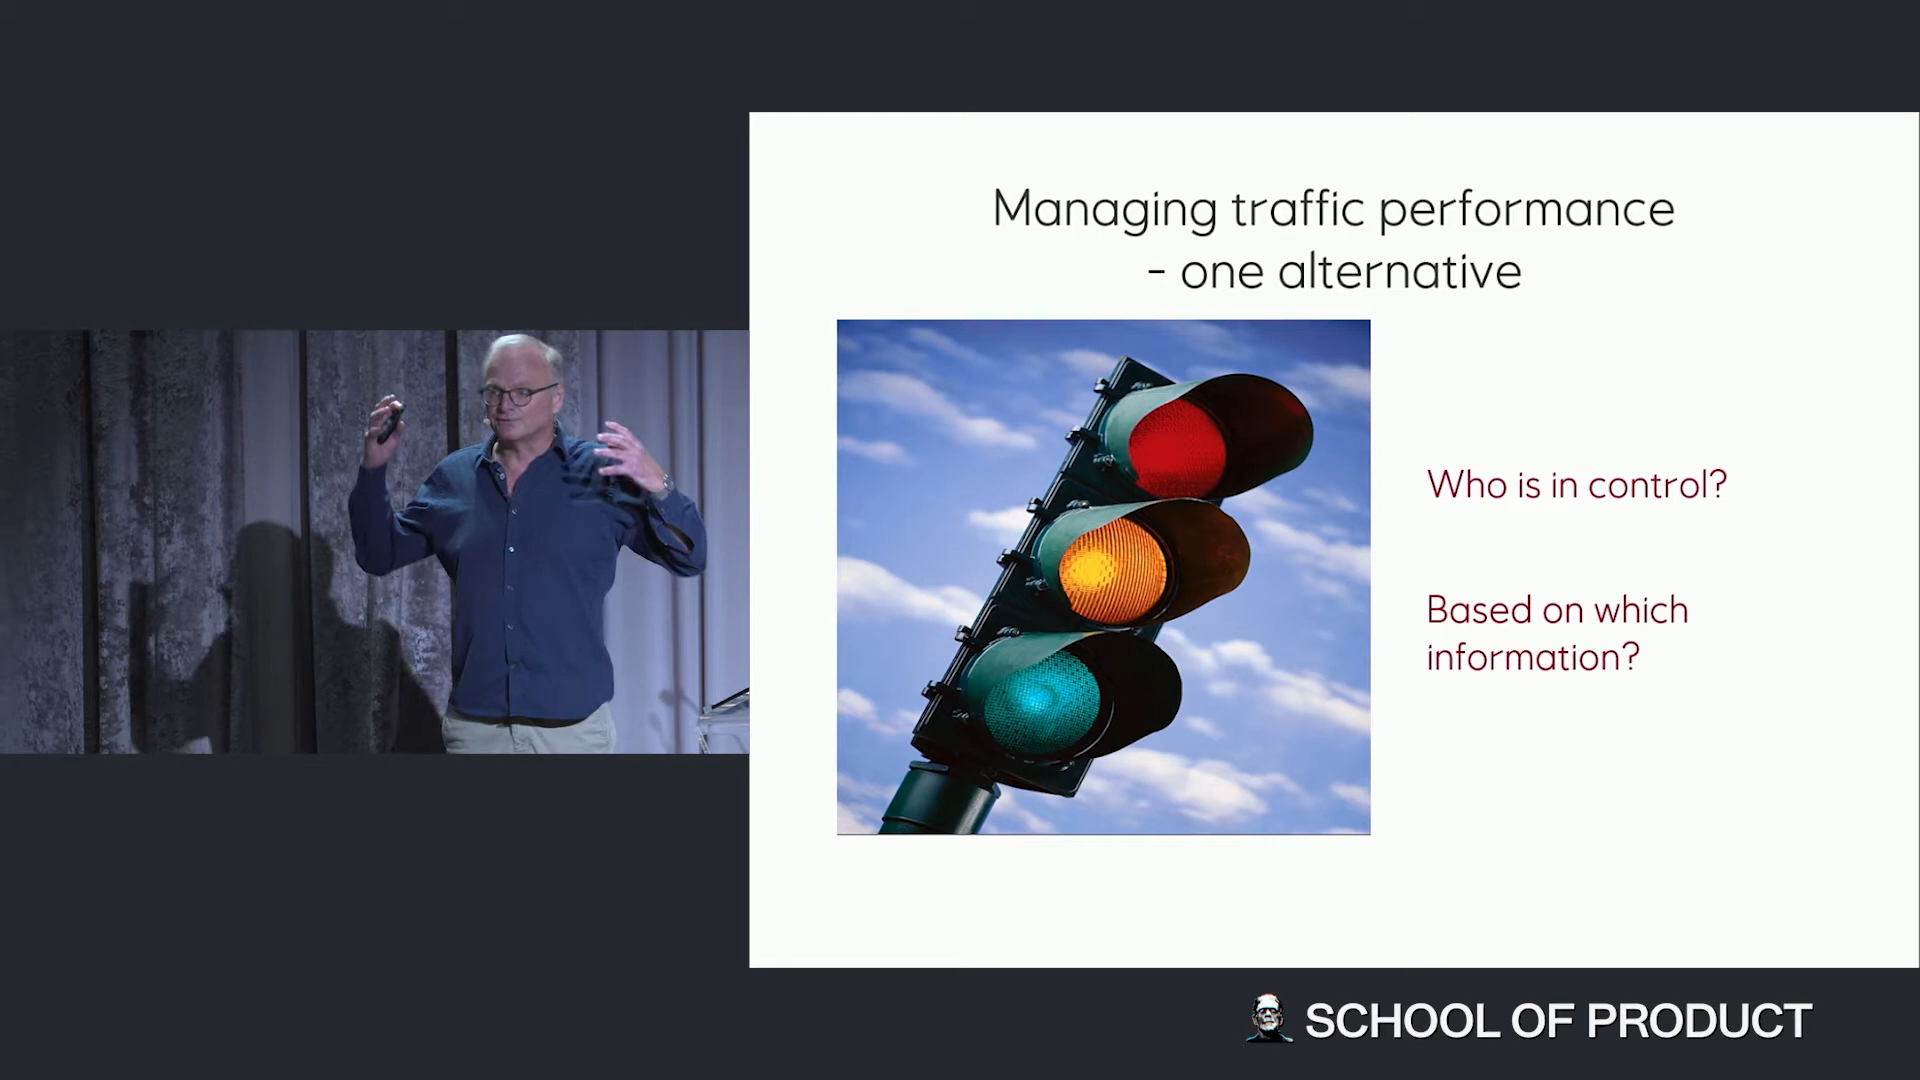 Managing traffic performance
- one alternative
Who is in control?
Based on which
information?
SCHOOL OF PRODUCT